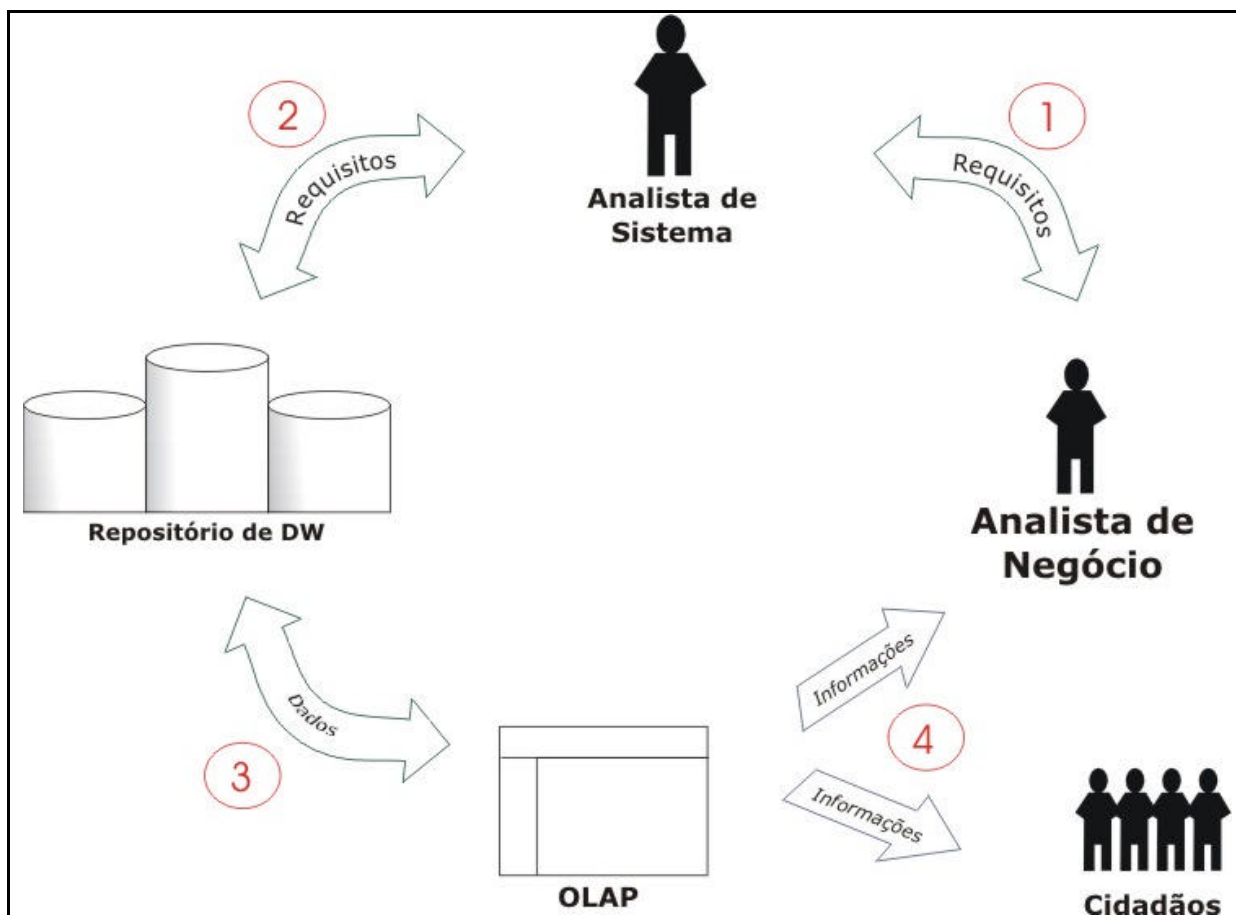 2
1
Requisitos
Requisitos
Analista de
Sistema
Repositório de DW
Analista de
Negócio
Dados
3
Informações
4
Informações
OLAP
Cidadãos